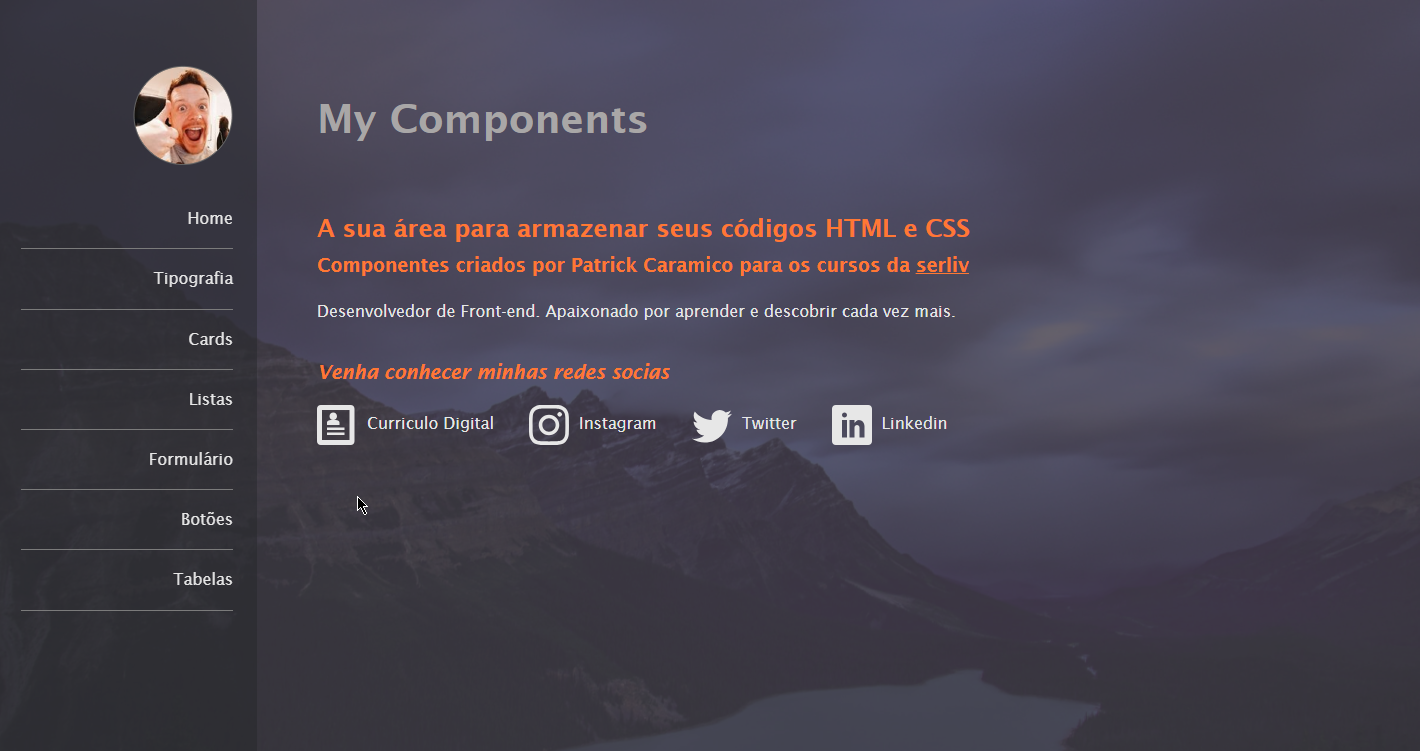 Home
Tipografia
Cards
Listas
Formulário
Botões
Tabelas
My Components
A sua área para armazenar seus códigos HTML e CSS
Componentes criados por Patrick Caramico para os cursos da serliv
Desenvolvedor de Front-end. Apaixonado por aprender e descobrir cada vez mais.
Venha conhecer minhas redes socias
Curriculo Digital Instagram Twitter Linkedin